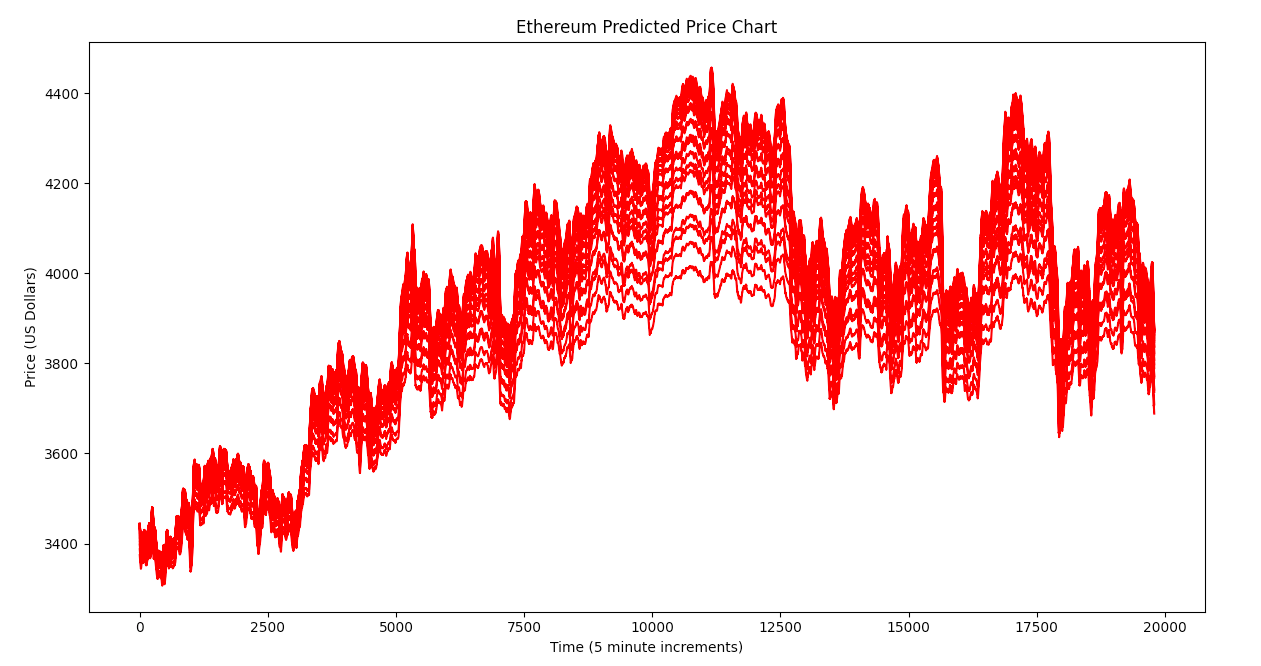 Ethereum Predicted Price Chart
Price (US Dollars)
4400
4200
4000
3800
3600
3400
0 2500 5000 7500 10000 12500 15000 17500 20000
Time (5 minute increments)